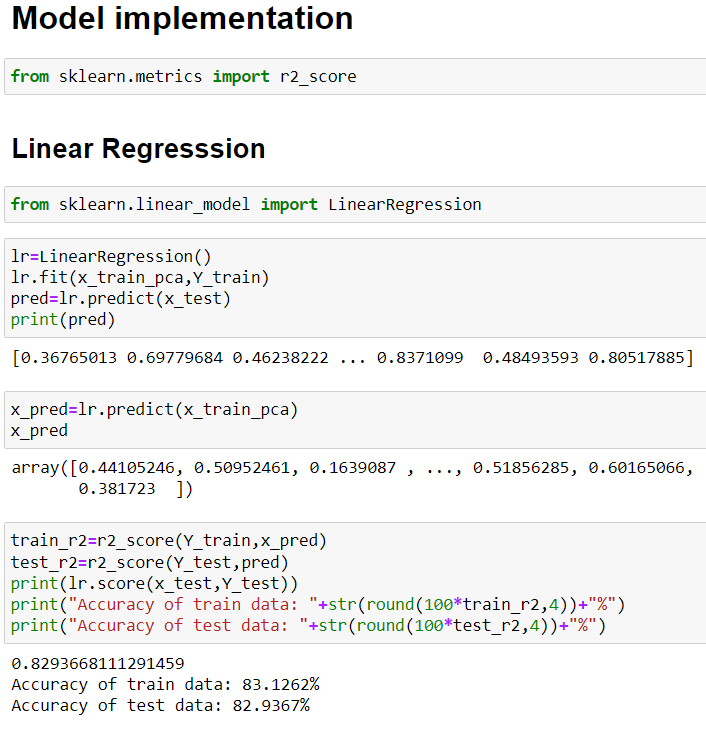 Model implementation
from sklearn.metrics import r2_score
Linear Regresssion
from sklearn.linear_model import LinearRegression
lr=LinearRegression()
lr.fit(x_train_pca,Y_train)
pred=lr.predict(x_test)
print(pred)
[0.36765013 0.69779684 0.46238222 ... 0.8371099  0.48493593 0.80517885]
x_pred=lr.predict(x_train_pca)
x_pred
array([0.44105246, 0.50952461, 0.1639087 , ..., 0.51856285, 0.60165066,
       0.381723  ])
train_r2=r2_score(Y_train,x_pred)
test_r2=r2_score(Y_test,pred)
print(lr.score(x_test,Y_test))
print("Accuracy of train data: "+str(round(100*train_r2,4))+"%")
print("Accuracy of test data: "+str(round(100*test_r2,4))+"%")
0.8293668111291459
Accuracy of train data: 83.1262%
Accuracy of test data: 82.9367%